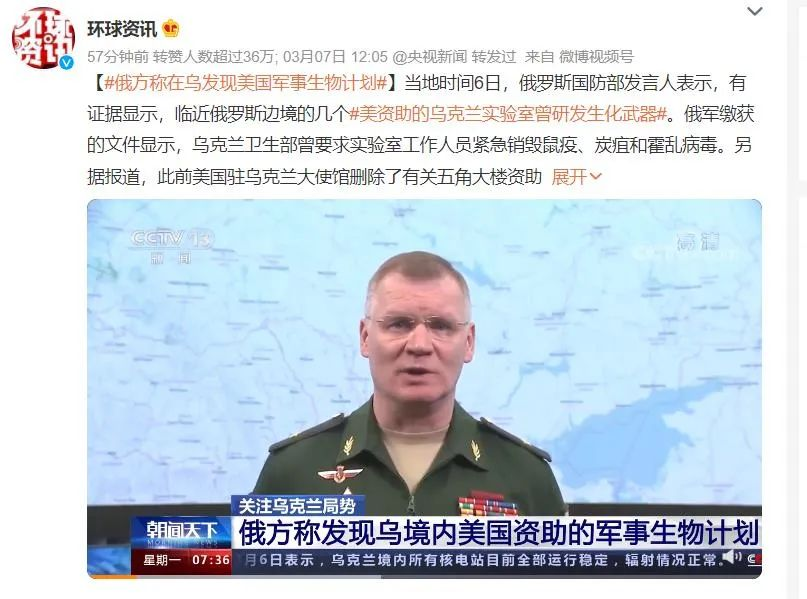 环球资讯
环球资讯
57分钟前 转赞人数超过36万; 03月07日 12:05 @央视新闻 转发过 来自 微博视频号
【#俄方称在乌发现美国军事生物计划#】当地时间6日，俄罗斯国防部发言人表示，有
证据显示，临近俄罗斯边境的几个#美资助的乌克兰实验室曾研发生化武器#。俄军缴获
的文件显示，乌克兰卫生部曾要求实验室工作人员紧急销毁鼠疫、炭疽和霍乱病毒。另
据报道，此前美国驻乌克兰大使馆删除了有关五角大楼资助 展开
CCTV 13
新闻
高清
关注乌克兰局势
朝闻天下
俄方称发现乌境内美国资助的军事生物计划
星期一 07:36
月6日表示，乌克兰境内所有核电站目前全部运行稳定，辐射情况正常。